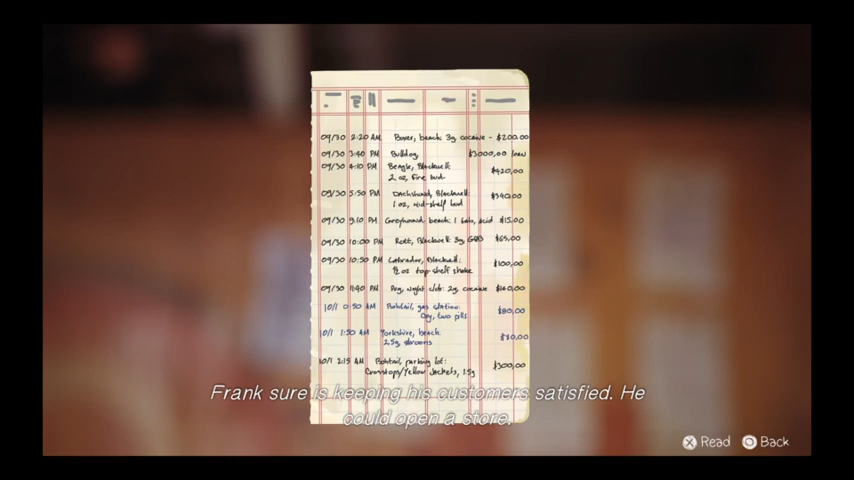 09/30 2:20 AM Boxer, beach: 3g cocaine - $200.00
09/30 3:40 PM Bulldog, $3000,00 loan
09/30 4:10 PM Beagle, Blackwell: $420,00
2 oz, fire bud
09/30 5:50 PM Dachshund, Blackwell: $340,00
1 oz, mid-shelf bud
09/30 9:10 PM Greyhound: beach: 1 tab, acid $15.00
09/30 10:00 PM Rott, Blackwell: 3g, GHB $65,00
09/30 10:50 PM Labrador, Blackwell: $100,00
1/2 oz top shelf shake
09/30 11:40 PM Pug, night club: 2g, cocaine $140.00
10/1 0:50 AM Bobtail, gas station: $80,00
Oxy, two pills
10/1 1:30 AM Yorkshire, beach
2.5g, shrooms
10/1 2:15 AM Bobtail, parking lot: $300,00
Crosstops/Yellow Jackets, 15g
Frank sure is keeping his customers satisfied. He
could open a store.
Read Back